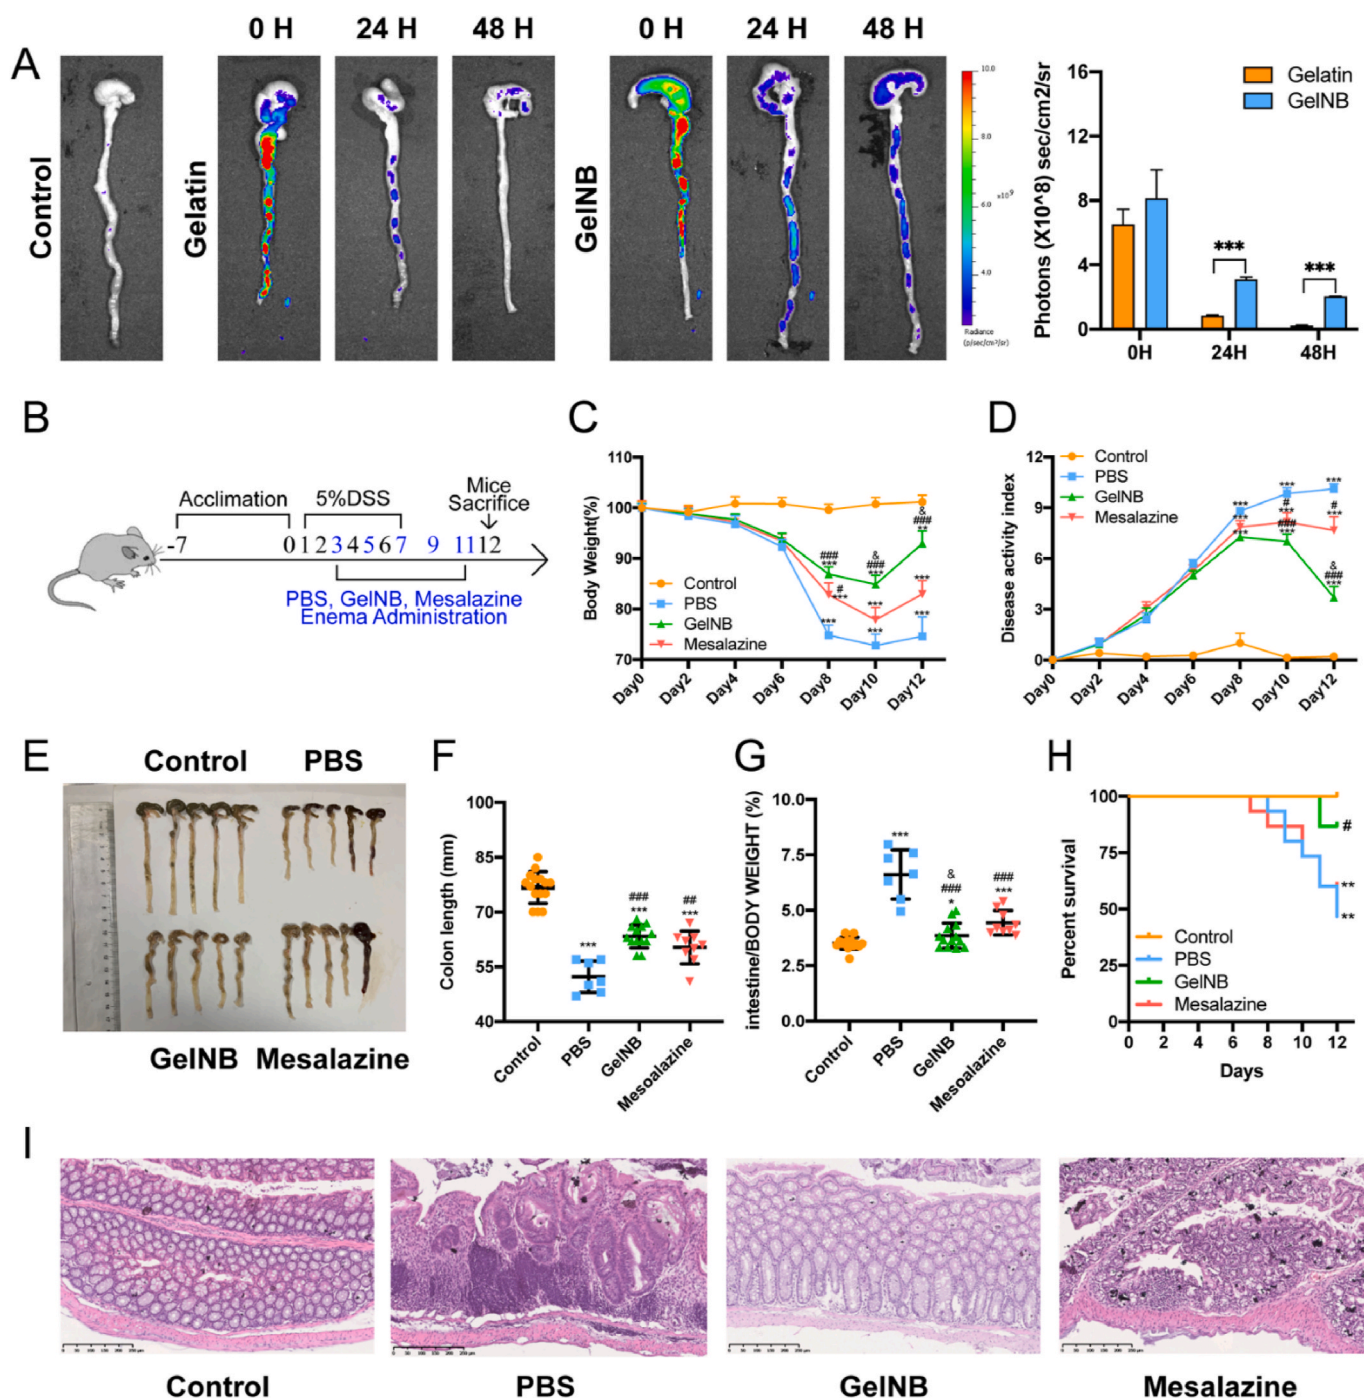 A
Control
Gelatin
0 H 24 H 48 H
GelNB
0 H 24 H 48 H
10.0
8.0
×10^9
6.0
4.0
Radiance
(p/sec/cm²/sr)
Photons (X10^8) sec/cm2/sr
16
12
8
4
0
Gelatin
GelNB
***
***
0H 24H 48H
B
Acclimation
5%DSS
Mice
Sacrifice
-7 0 1 2 3 4 5 6 7 9 11 12
PBS, GelNB, Mesalazine
Enema Administration
C
Body Weight(%)
110
100
90
80
70
Control
PBS
GelNB
Mesalazine
###
***
#
***
***
&
###
***
***
***
&
###
**
***
***
Day0 Day2 Day4 Day6 Day8 Day10 Day12
D
Disease activity index
12
9
6
3
0
Control
PBS
GelNB
Mesalazine
***
***
***
***
#
***
###
***
***
#
***
&
###
***
Day0 Day2 Day4 Day6 Day8 Day10 Day12
E
Control PBS
GelNB Mesalazine
F
Colon length (mm)
100
85
70
55
40
***
###
***
##
***
Control PBS GelNB Mesoalazine
G
intestine/BODY WEIGHT (%)
10.0
7.5
5.0
2.5
0.0
***
&
###
*
###
***
Control PBS GelNB Mesoalazine
H
Percent survival
100
75
50
25
0
#
**
**
Control
PBS
GelNB
Mesalazine
0 2 4 6 8 10 12
Days
I
Control PBS GelNB Mesalazine